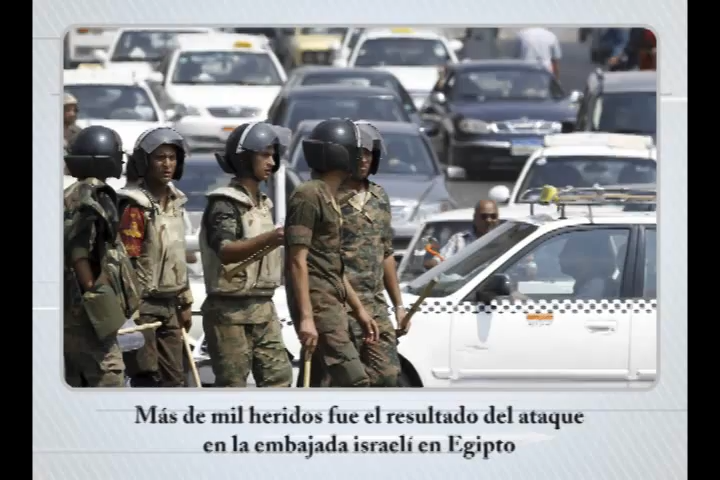 Más de mil heridos fue el resultado del ataque
en la embajada israelí en Egipto